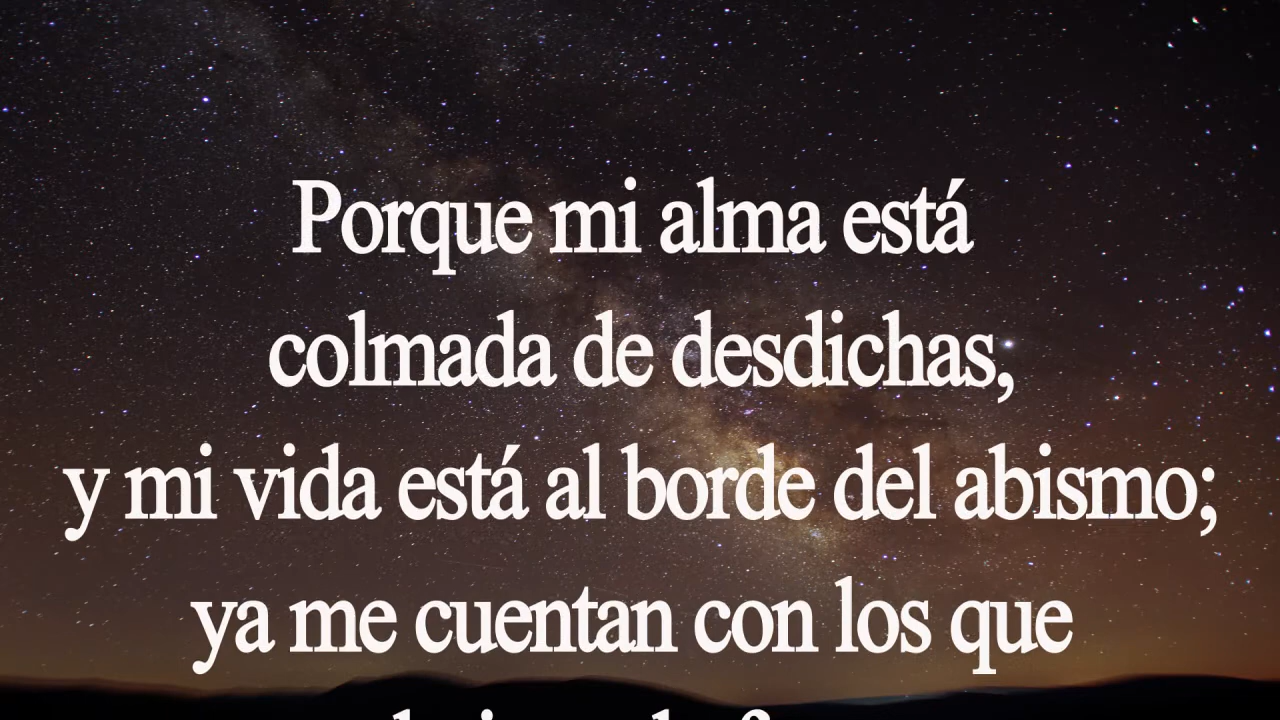 Porque mi alma está
colmada de desdichas,
y mi vida está al borde del abismo;
ya me cuentan con los que